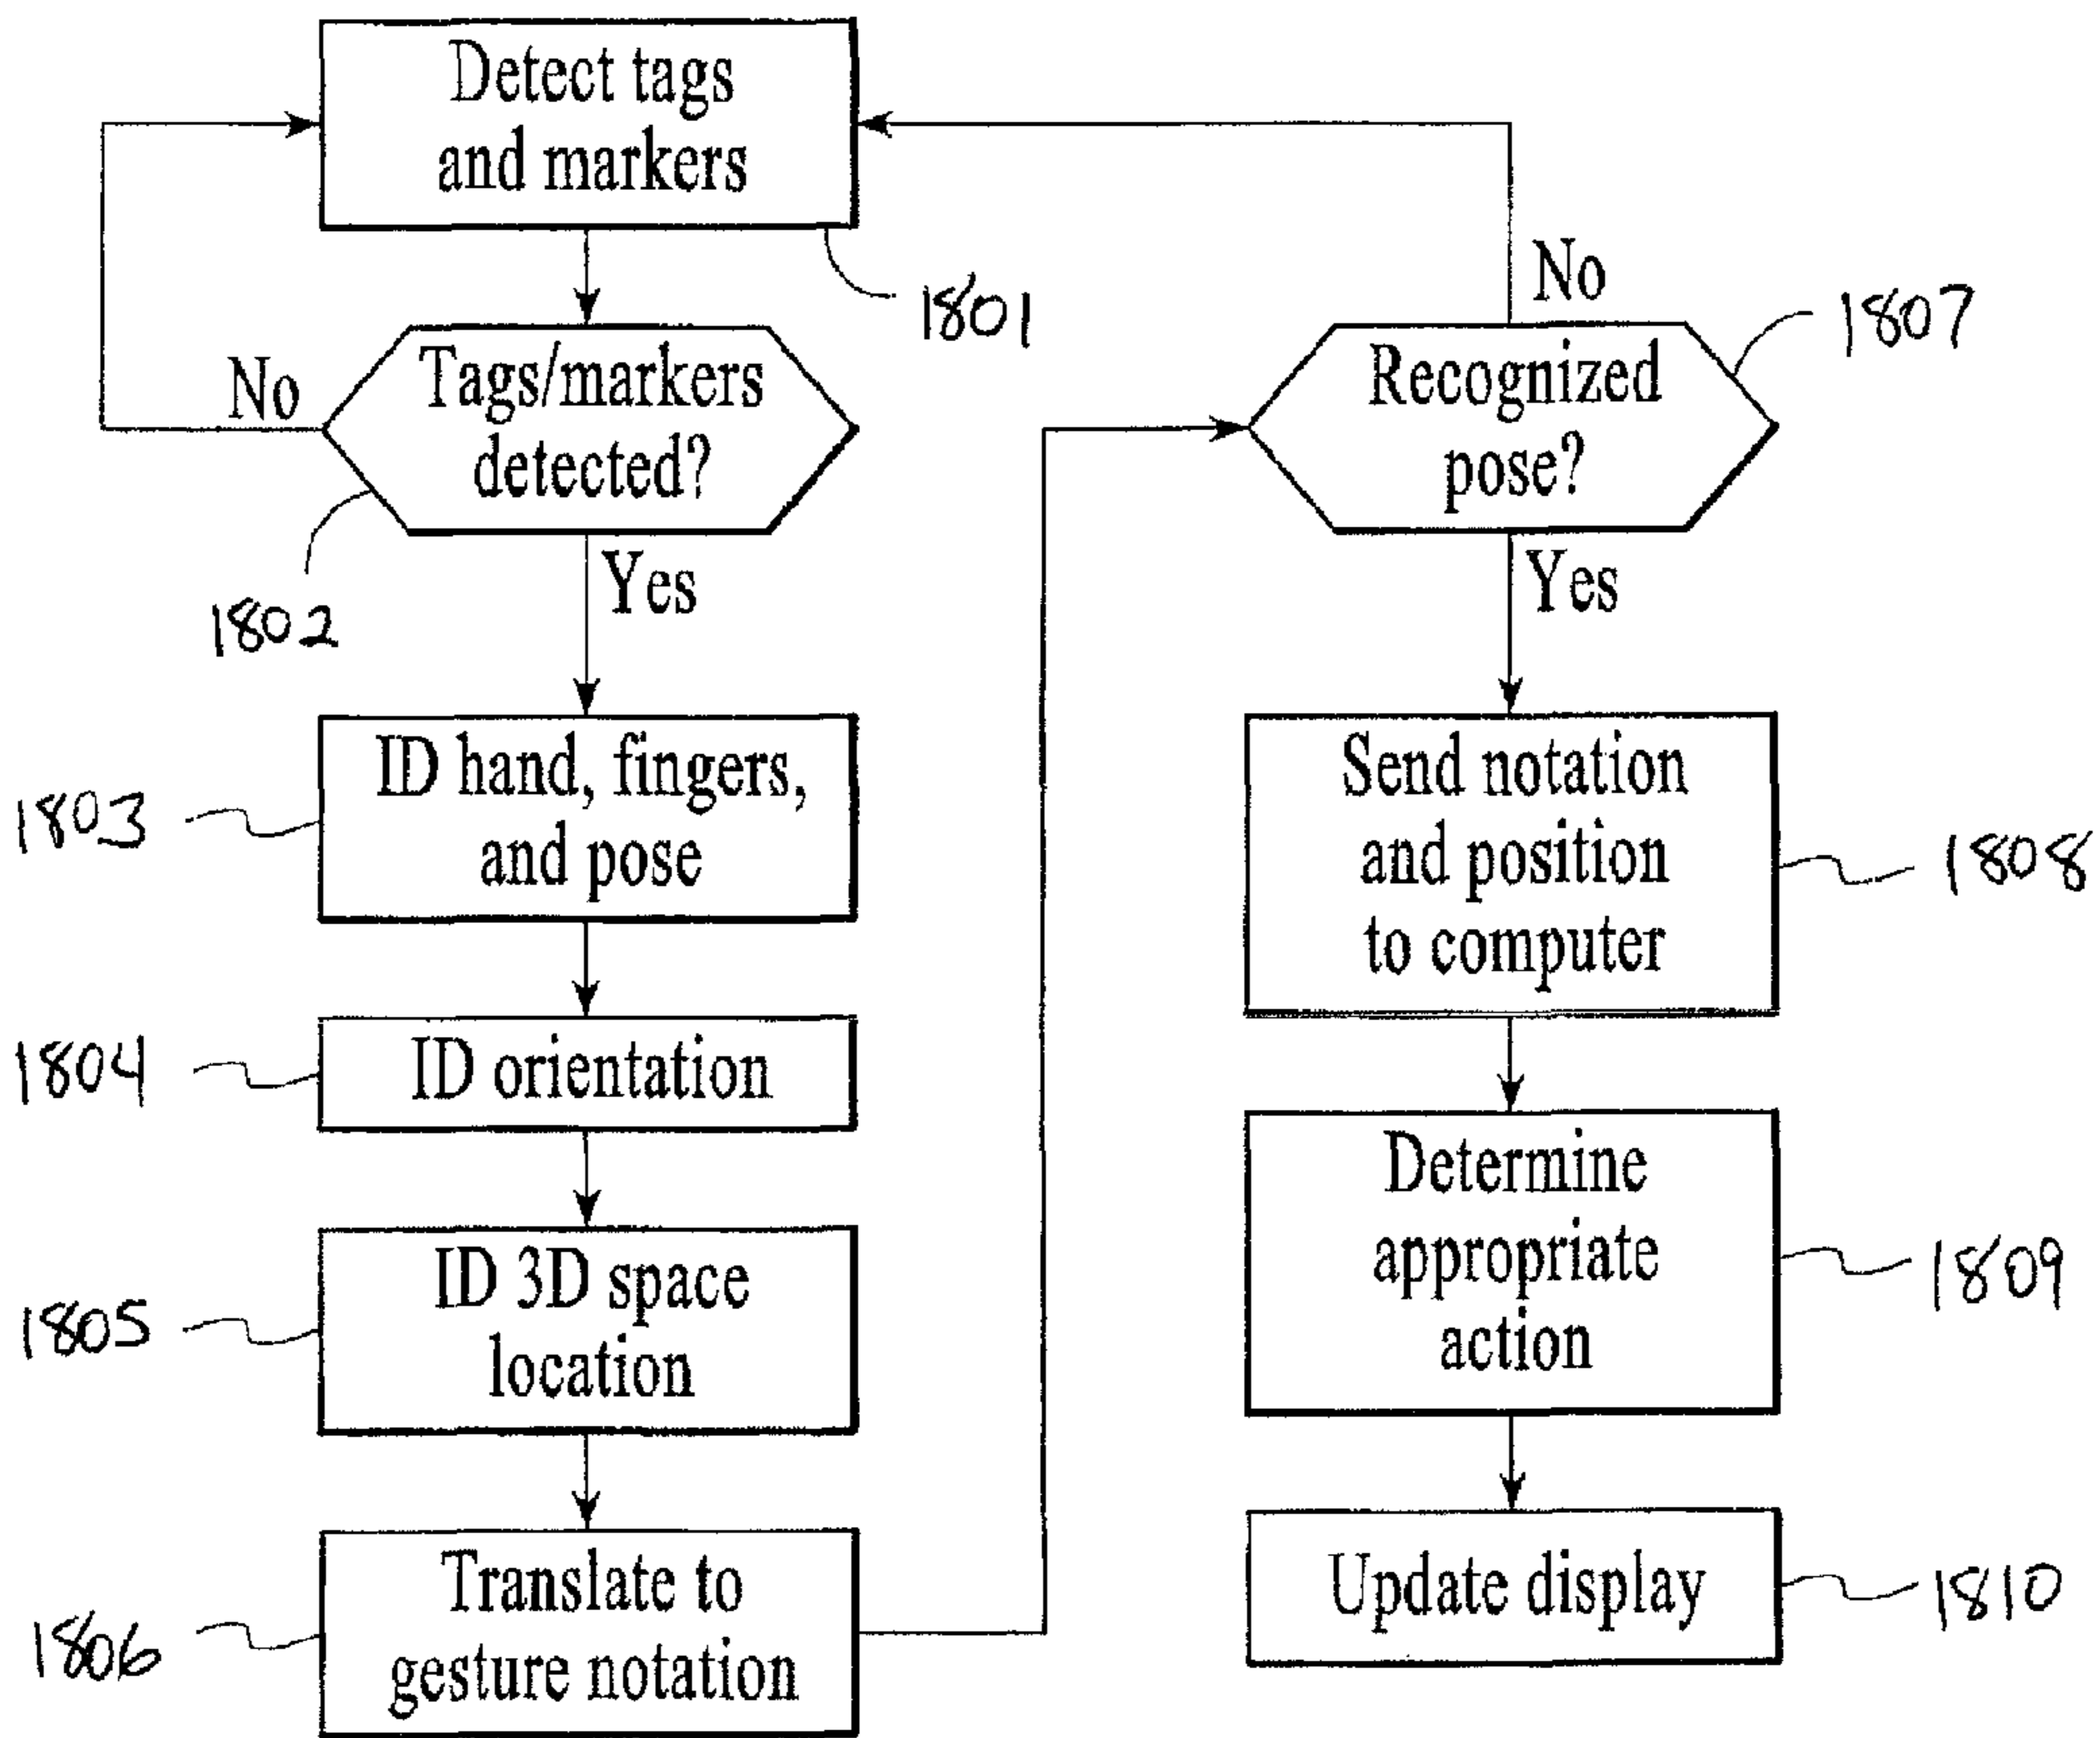 Detect tags
and markers
1801
No
Tags/markers
detected?
1802
Yes
ID hand, fingers,
and pose
1803
ID orientation
1804
ID 3D space
location
1805
Translate to
gesture notation
1806
No
Recognized
pose?
1807
Yes
Send notation
and position
to computer
1808
Determine
appropriate
action
1809
Update display
1810